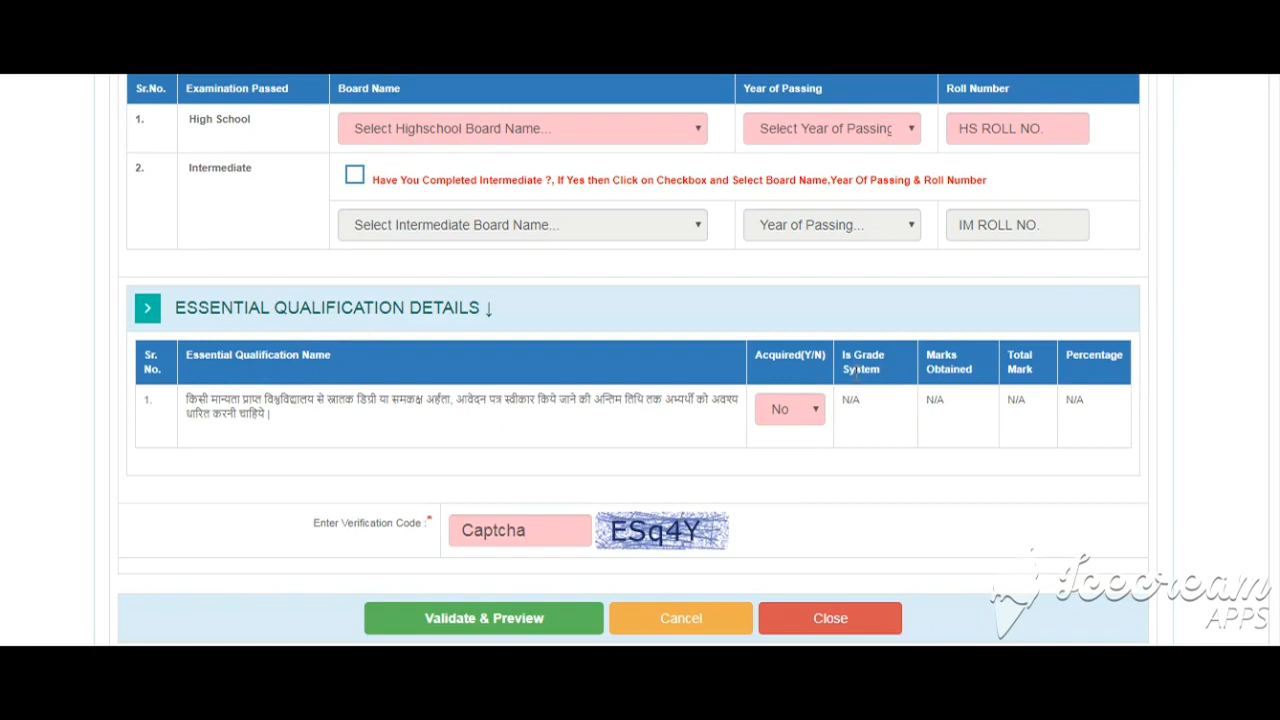 Sr.No. Examination Passed Board Name Year of Passing Roll Number
1. High School Select Highschool Board Name... Select Year of Passing HS ROLL NO.
2. Intermediate Have You Completed Intermediate ?, If Yes then Click on Checkbox and Select Board Name,Year Of Passing & Roll Number
Select Intermediate Board Name... Year of Passing... IM ROLL NO.
ESSENTIAL QUALIFICATION DETAILS ↓
Sr. Essential Qualification Name Acquired(Y/N) Is Grade Marks Total Percentage
No. System Obtained Mark
1. किसी मान्यता प्राप्त विश्वविद्यालय से स्नातक डिग्री या समकक्ष अर्हता, आवेदन पत्र स्वीकार किये जाने की अन्तिम तिथि तक अभ्यर्थी को अवश्य No N/A N/A N/A N/A
धारित करनी चाहिये |
Enter Verification Code :* Captcha ESq4Y
Validate & Preview Cancel Close
Icecream
APPS